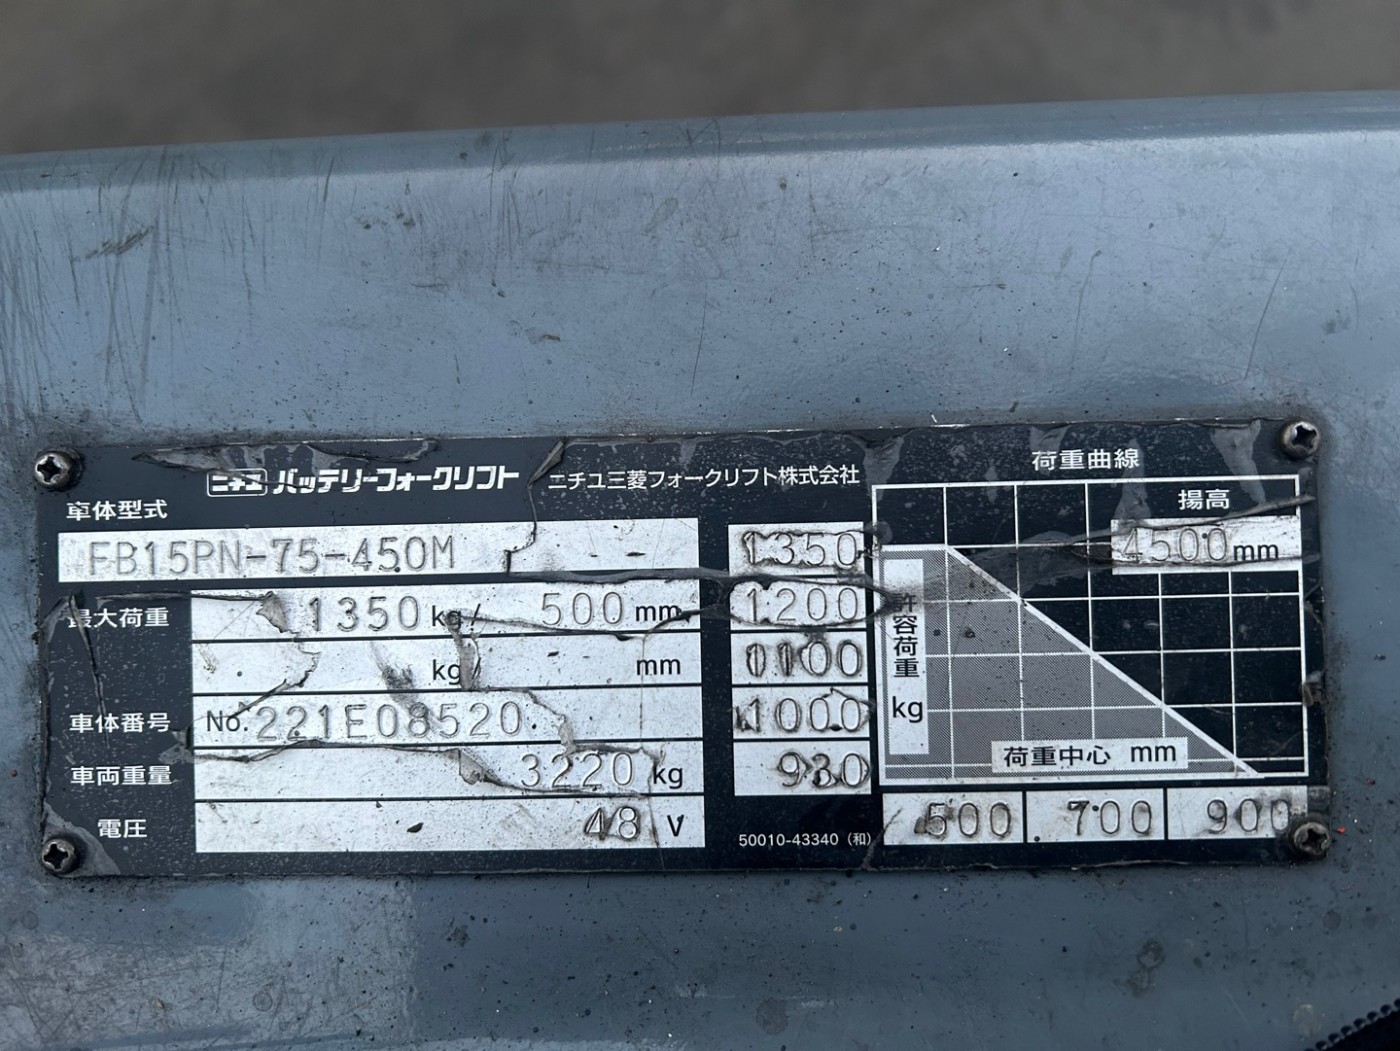 ニチユ バッテリーフォークリフト ニチユ三菱フォークリフト株式会社
車体型式
FB15PN-75-450M
最大荷重 1350 kg/ 500 mm
kg/ mm
車体番号 No. 221E08520
車両重量 3220 kg
電圧 48 V
1350
1200
1100
1000
930
50010-43340 (和)
荷重曲線
揚高
4500 mm
許容荷重 kg
荷重中心 mm
500 700 900